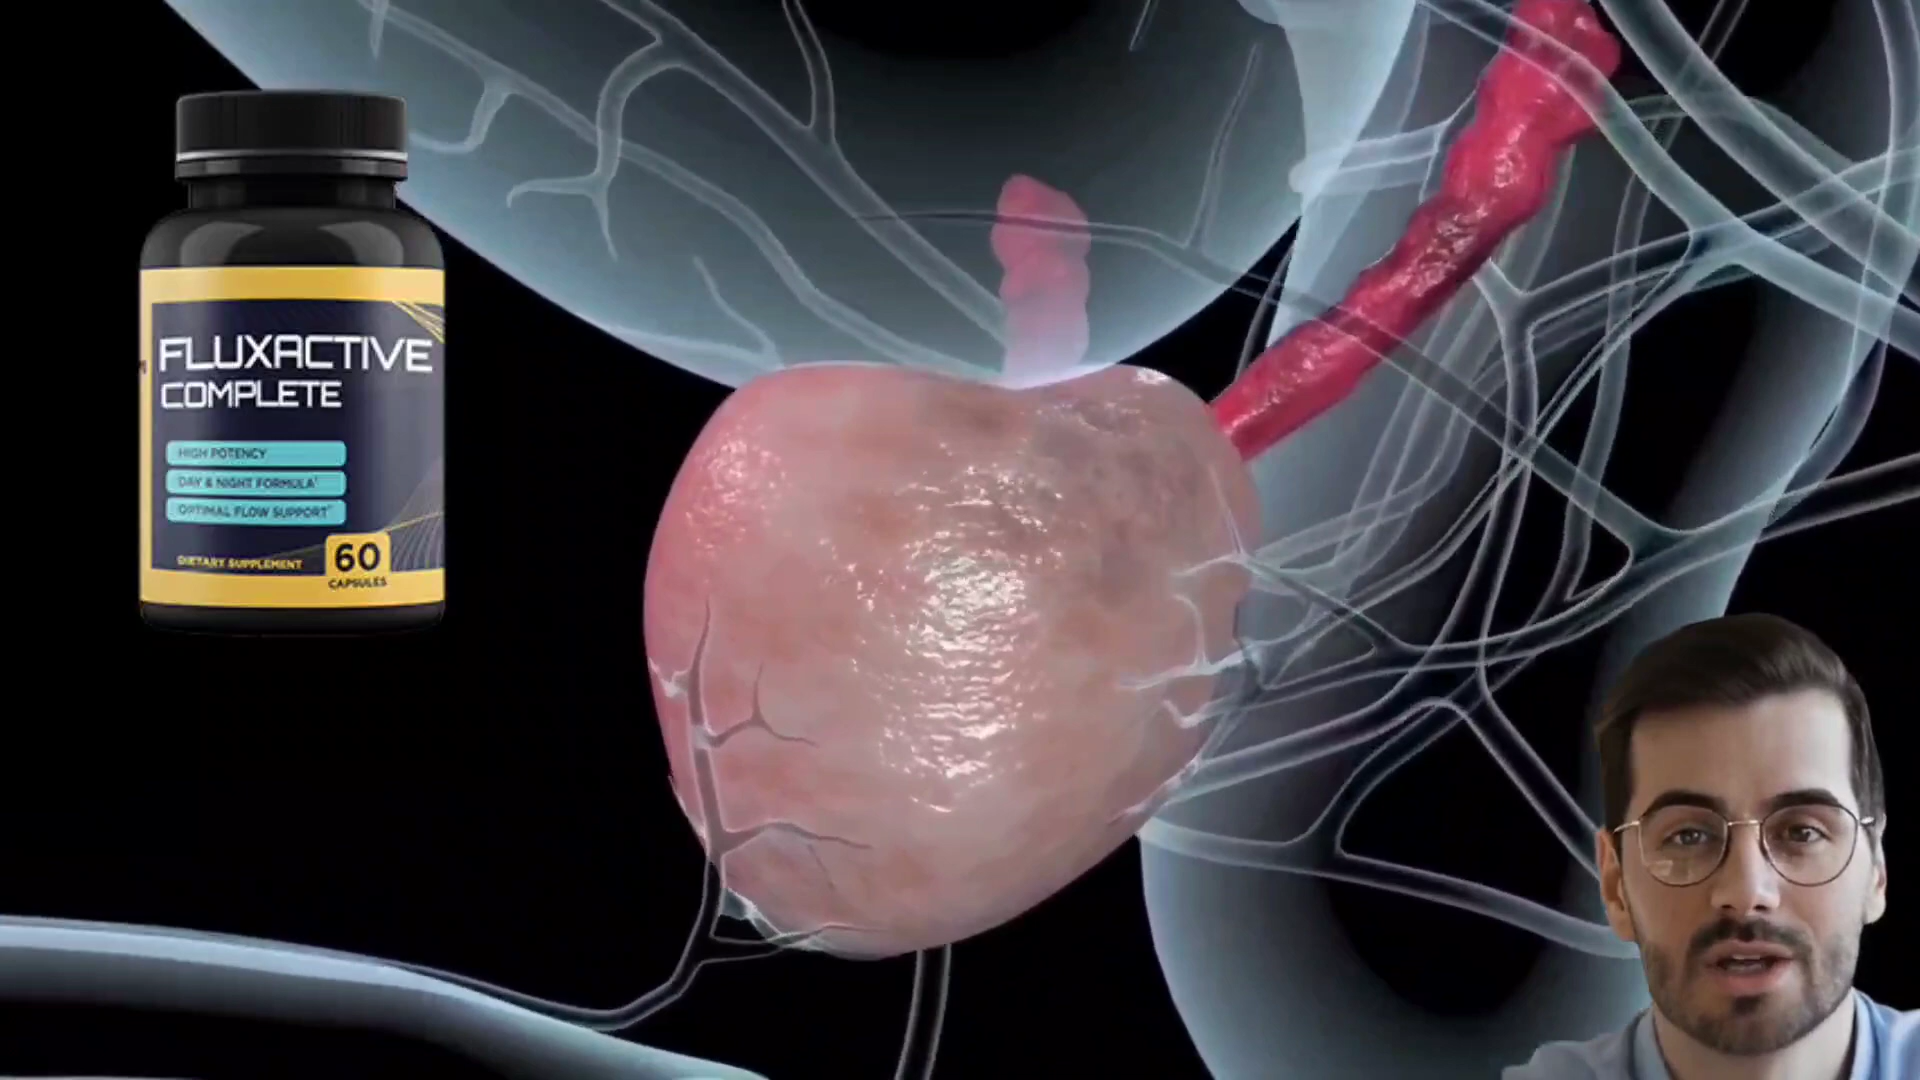 FLUXACTIVE
COMPLETE
HIGH POTENCY
DAY & NIGHT FORMULA
OPTIMAL FLOW SUPPORT
DIETARY SUPPLEMENT
60
CAPSULES